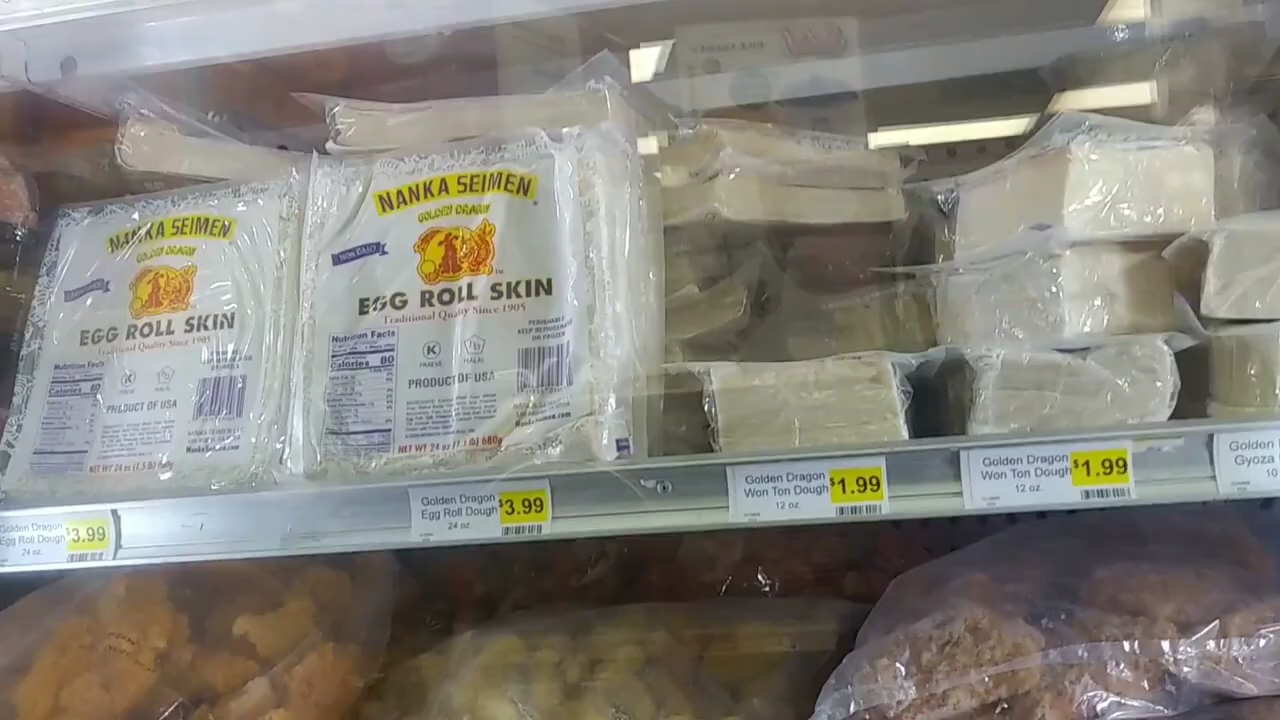 NANKA SEIMEN
GOLDEN DRAGON
EGG ROLL SKIN
Traditional Quality Since 1905
Nutrition Facts
Calories 80
HALAL
PRODUCT OF USA
NET WT 24 oz (1.5 lb)
NANKA SEIMEN
GOLDEN DRAGON
NON GMO
EGG ROLL SKIN
Traditional Quality Since 1905
PERISHABLE
KEEP REFRIGERATED
OR FROZEN
Nutrition Facts
Calories 80
K
PAREVE
HALAL
PRODUCT OF USA
NET WT 24 oz (1.5 lb) 680g
Golden Dragon
Egg Roll Dough
24 oz.
$3.99
Golden Dragon
Egg Roll Dough
24 oz.
$3.99
Golden Dragon
Won Ton Dough
12 oz.
$1.99
Golden Dragon
Won Ton Dough
12 oz.
$1.99
Golden
Gyoza